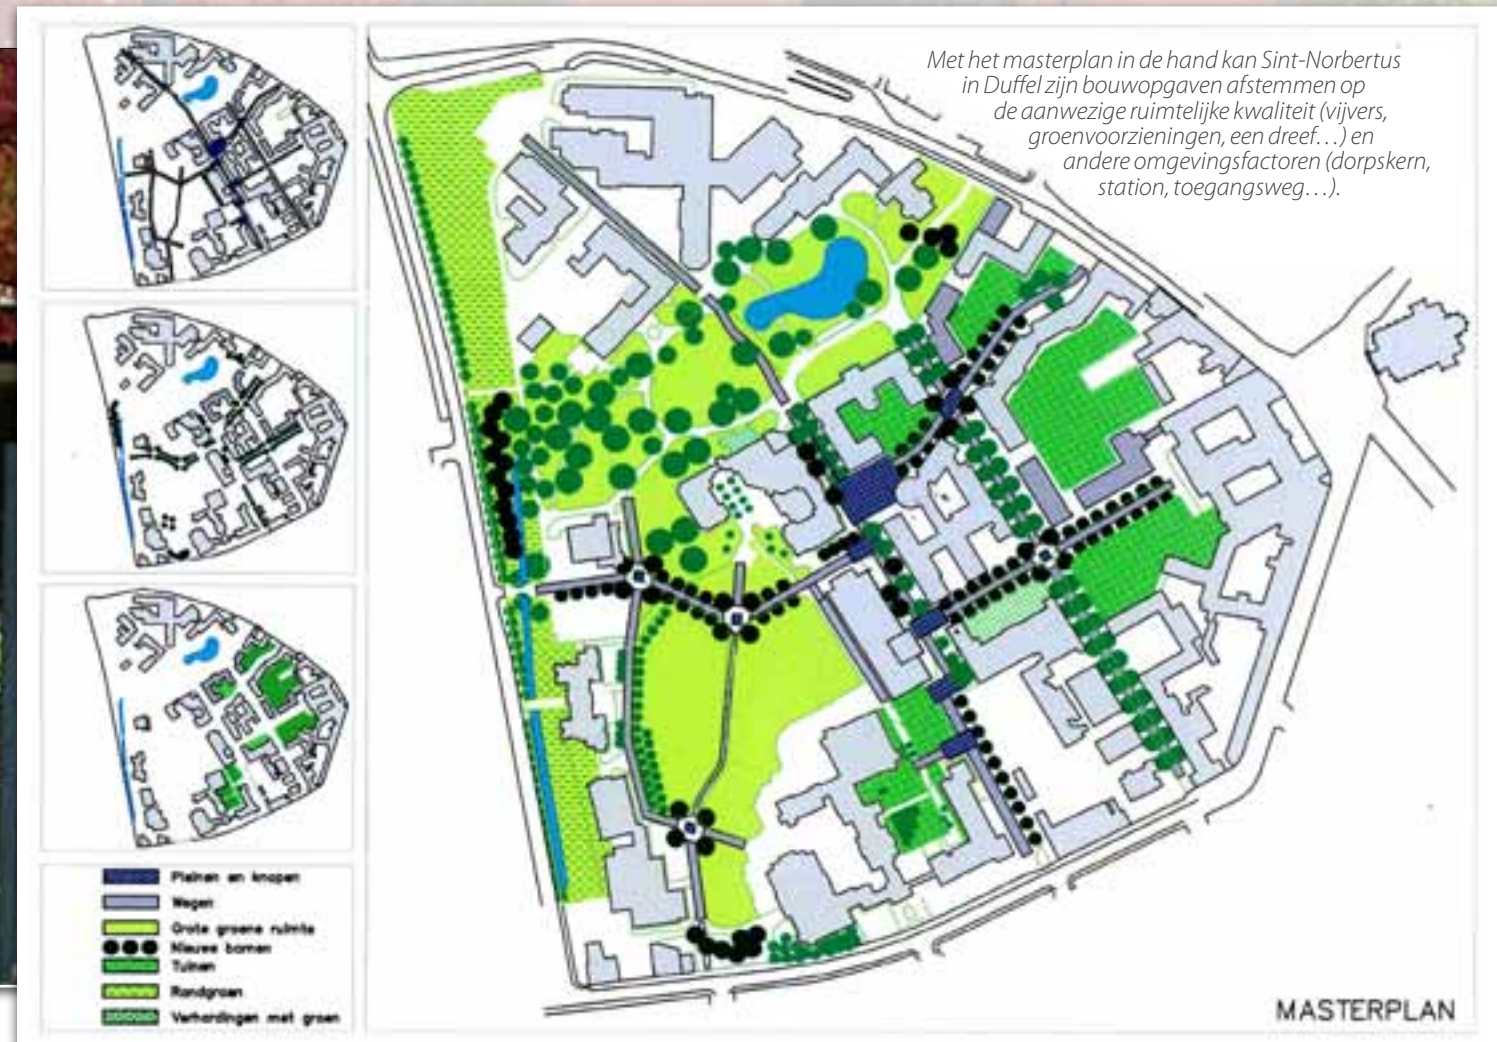 Met het masterplan in de hand kan Sint-Norbertus
in Duffel zijn bouwopgaven afstemmen op
de aanwezige ruimtelijke kwaliteit (vijvers,
groenvoorzieningen, een dreef…) en
andere omgevingsfactoren (dorpskern,
station, toegangsweg…).
Pleinen en knopen
Wegen
Grote groene ruimte
Nieuwe bomen
Tuinen
Randgroen
Verhardingen met groen
MASTERPLAN